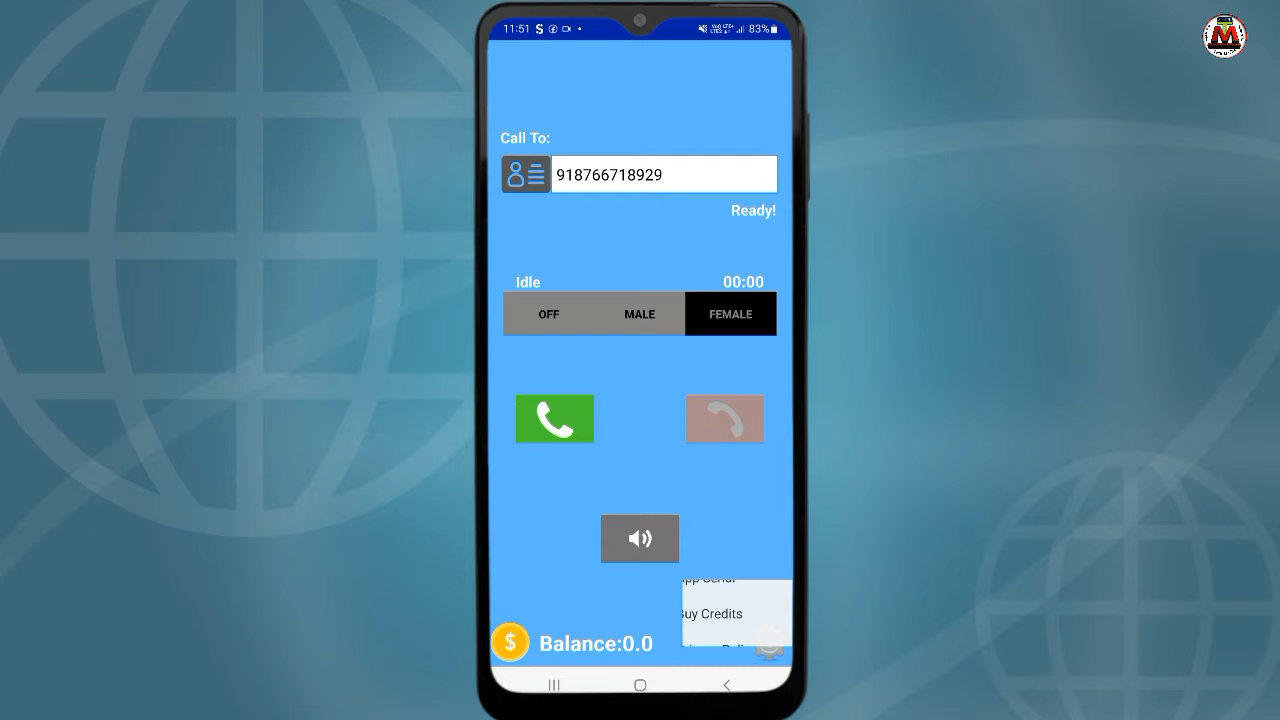 11:51
83%
M
Call To:
918766718929
Ready!
Idle
00:00
OFF
MALE
FEMALE
Buy Credits
$
Balance:0.0